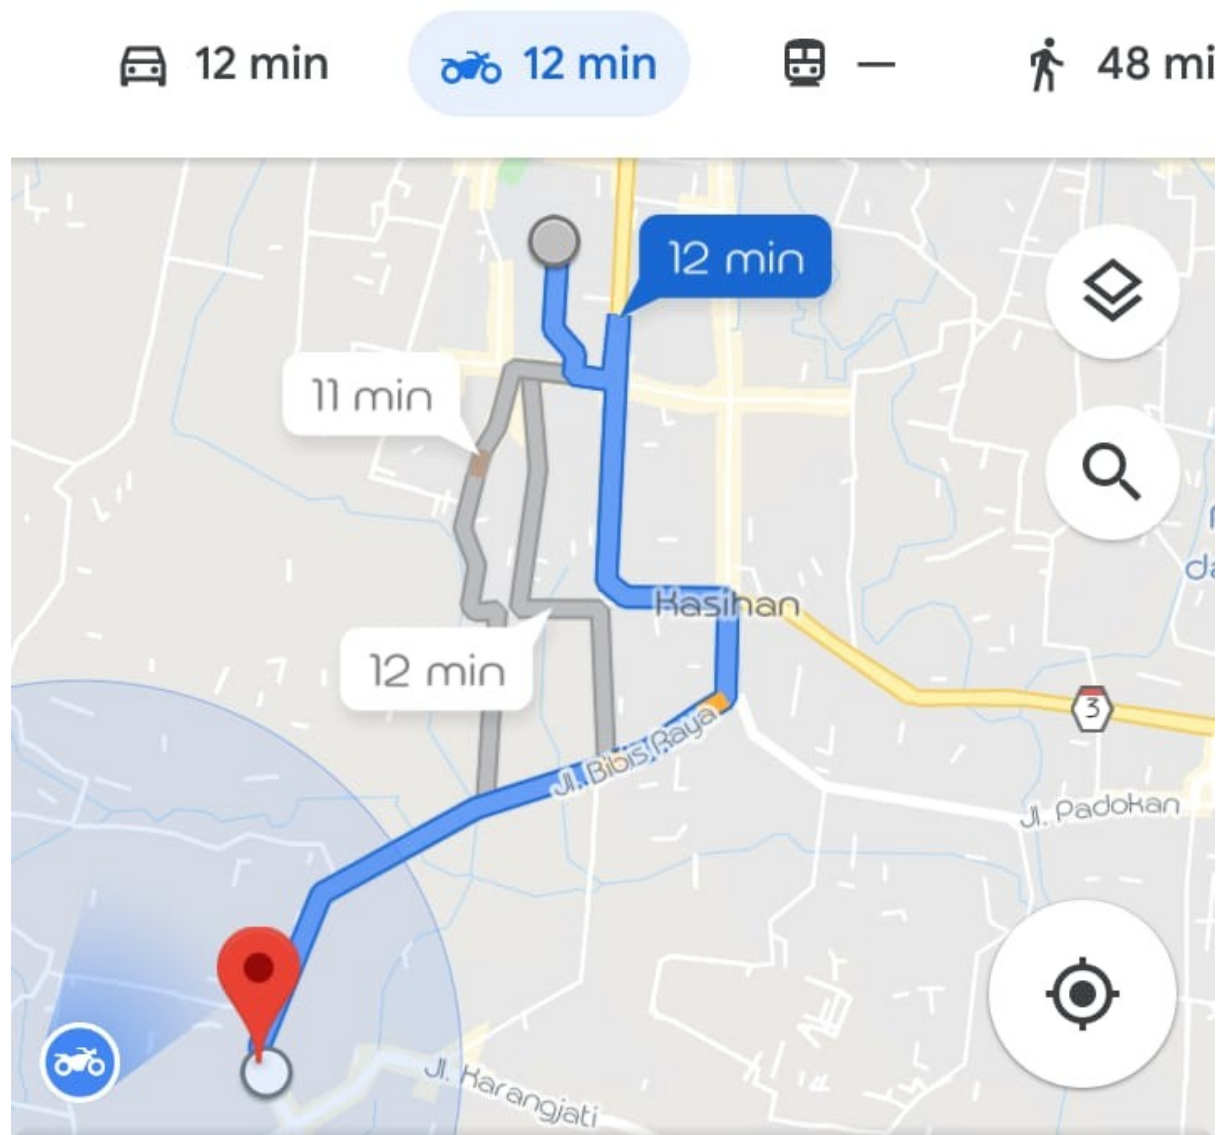 12 min
12 min
—
48 mi
12 min
11 min
Kasihan
12 min
3
Jl. Bibis Raya
Jl. Padokan
Jl. Karangjati